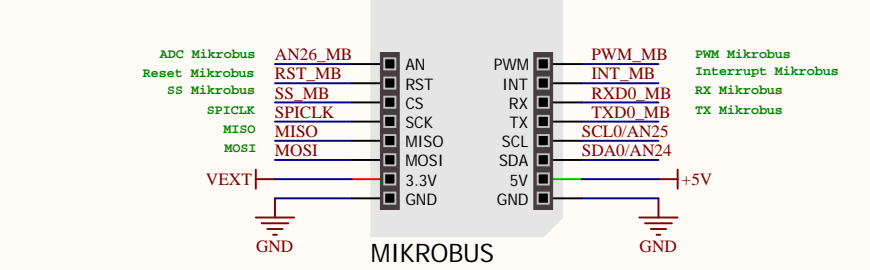 ADC Mikrobus AN26_MB AN PWM PWM_MB PWM Mikrobus
Reset Mikrobus RST_MB RST INT INT_MB Interrupt Mikrobus
SS Mikrobus SS_MB CS RX RXD0_MB RX Mikrobus
SPICLK SPICLK SCK TX TXD0_MB TX Mikrobus
MISO MISO MISO SCL SCL0/AN25
MOSI MOSI MOSI SDA SDA0/AN24
VEXT 3.3V 5V +5V
GND GND
GND GND
MIKROBUS